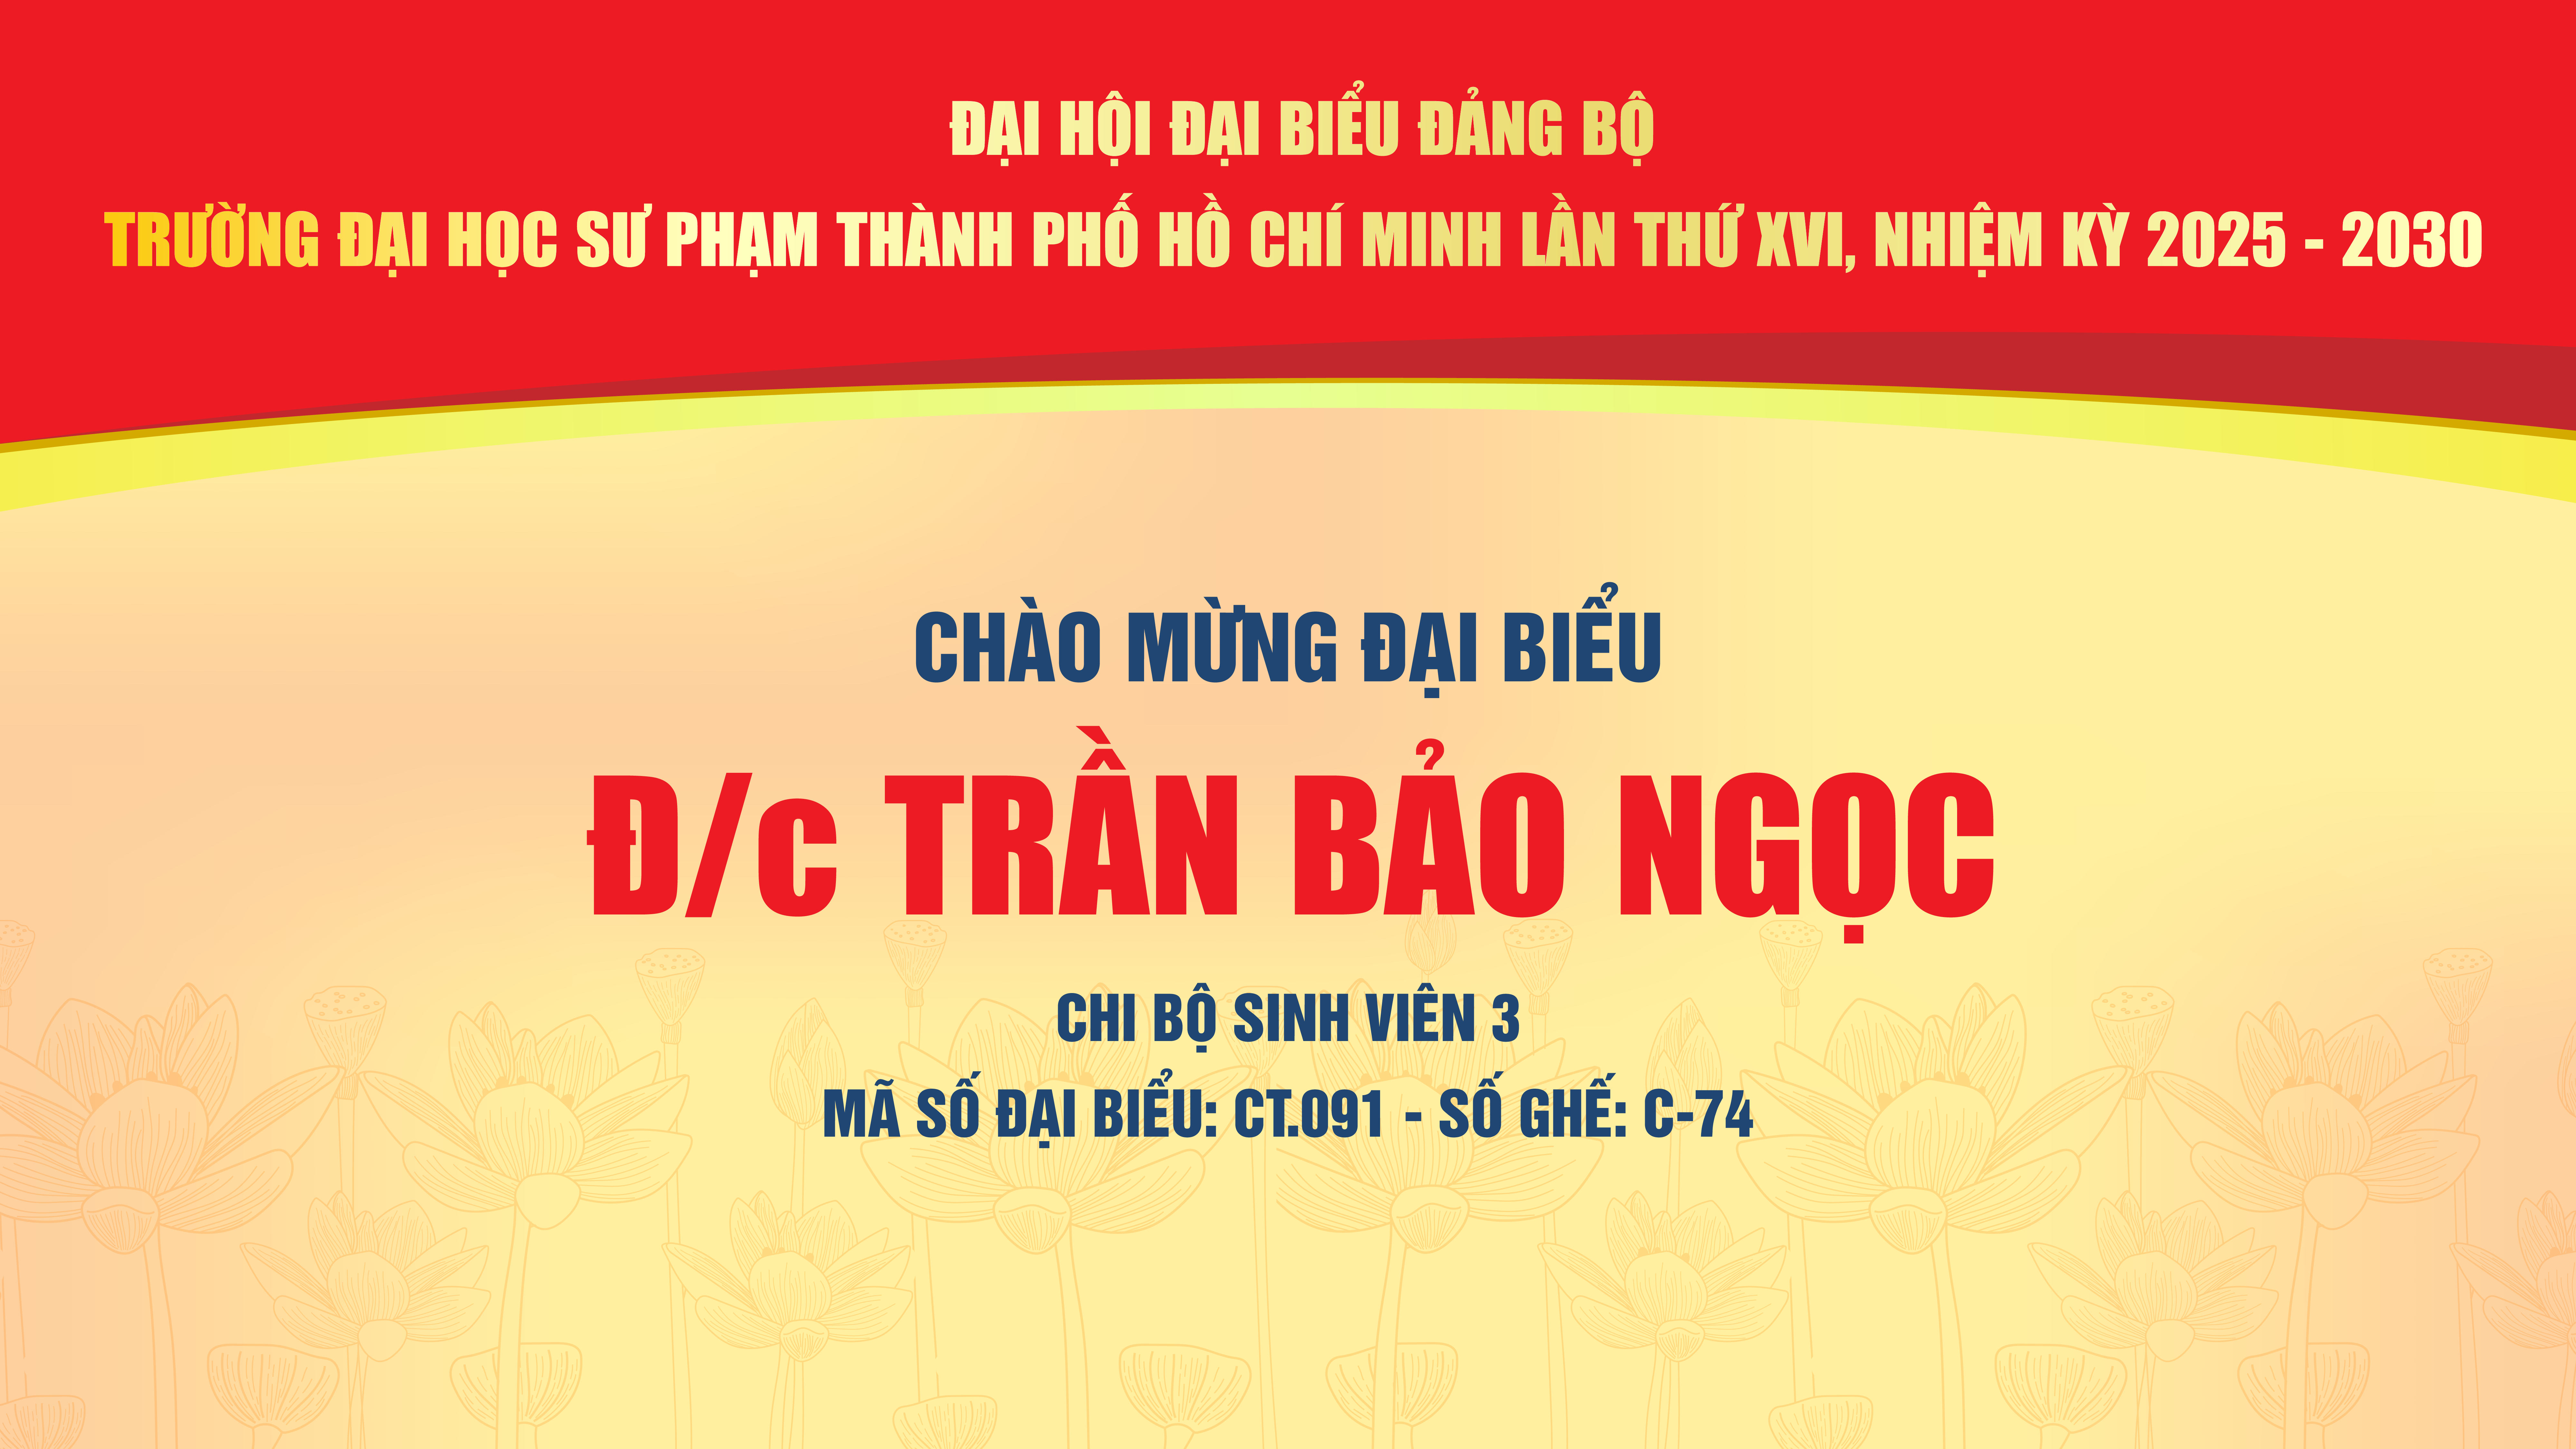 ĐẠI HỘI ĐẠI BIỂU ĐẢNG BỘ
TRƯỜNG ĐẠI HỌC SƯ PHẠM THÀNH PHỐ HỒ CHÍ MINH LẦN THỨ XVI, NHIỆM KỲ 2025 - 2030
CHÀO MỪNG ĐẠI BIỂU
Đ/c TRẦN BẢO NGỌC
CHI BỘ SINH VIÊN 3
MÃ SỐ ĐẠI BIỂU: CT.091 - SỐ GHẾ: C-74